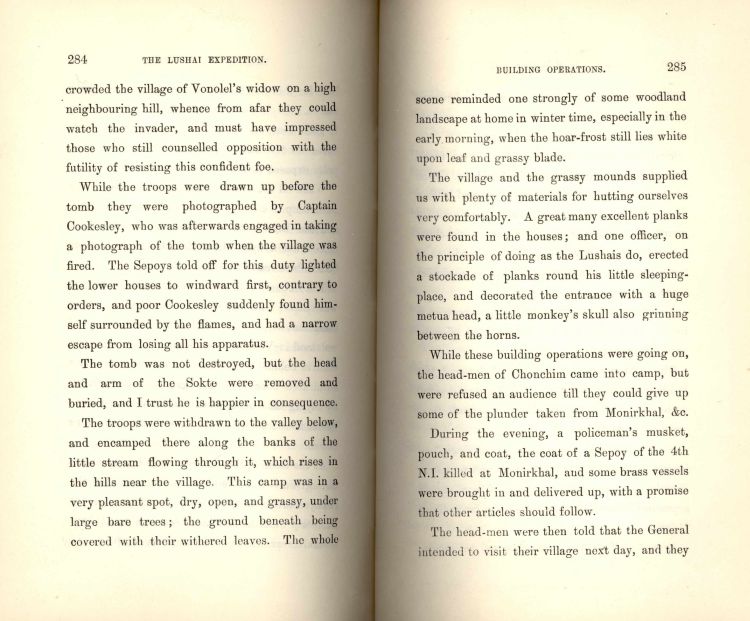 284 THE LUSHAI EXPEDITION.
crowded the village of Vonolel's widow on a high
neighbouring hill, whence from afar they could
watch the invader, and must have impressed
those who still counselled opposition with the
futility of resisting this confident foe.
While the troops were drawn up before the
tomb they were photographed by Captain
Cookesley, who was afterwards engaged in taking
a photograph of the tomb when the village was
fired. The Sepoys told off for this duty lighted
the lower houses to windward first, contrary to
orders, and poor Cookesley suddenly found him-
self surrounded by the flames, and had a narrow
escape from losing all his apparatus.
The tomb was not destroyed, but the head
and arm of the Sokte were removed and
buried, and I trust he is happier in consequence.
The troops were withdrawn to the valley below,
and encamped there along the banks of the
little stream flowing through it, which rises in
the hills near the village. This camp was in a
very pleasant spot, dry, open, and grassy, under
large bare trees; the ground beneath being
covered with their withered leaves. The whole
BUILDING OPERATIONS. 285
scene reminded one strongly of some woodland
landscape at home in winter time, especially in the
early morning, when the hoar-frost still lies white
upon leaf and grassy blade.
The village and the grassy mounds supplied
us with plenty of materials for hutting ourselves
very comfortably. A great many excellent planks
were found in the houses; and one officer, on
the principle of doing as the Lushais do, erected
a stockade of planks round his little sleeping-
place, and decorated the entrance with a huge
metua head, a little monkey's skull also grinning
between the horns.
While these building operations were going on,
the head-men of Chonchim came into camp, but
were refused an audience till they could give up
some of the plunder taken from Monirkhal, &c.
During the evening, a policeman's musket,
pouch, and coat, the coat of a Sepoy of the 4th
N.I. killed at Monirkhal, aud some brass vessels
were brought in and delivered up, with a promise
that other articles should follow.
The head-men were then told that the General
intended to visit their village next day, and they